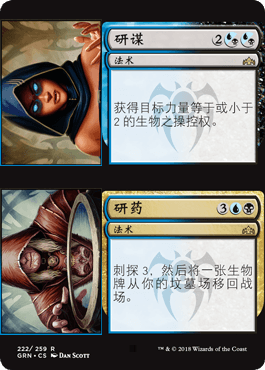 研谋 2
法术
获得目标力量等于或小于
2 的生物之操控权。
研药 3
法术
刺探 3，然后将一张生物
牌从你的坟墓场移回战
场。
222/259 R
GRN • CS DAN SCOTT
™ & © 2018 Wizards of the Coast